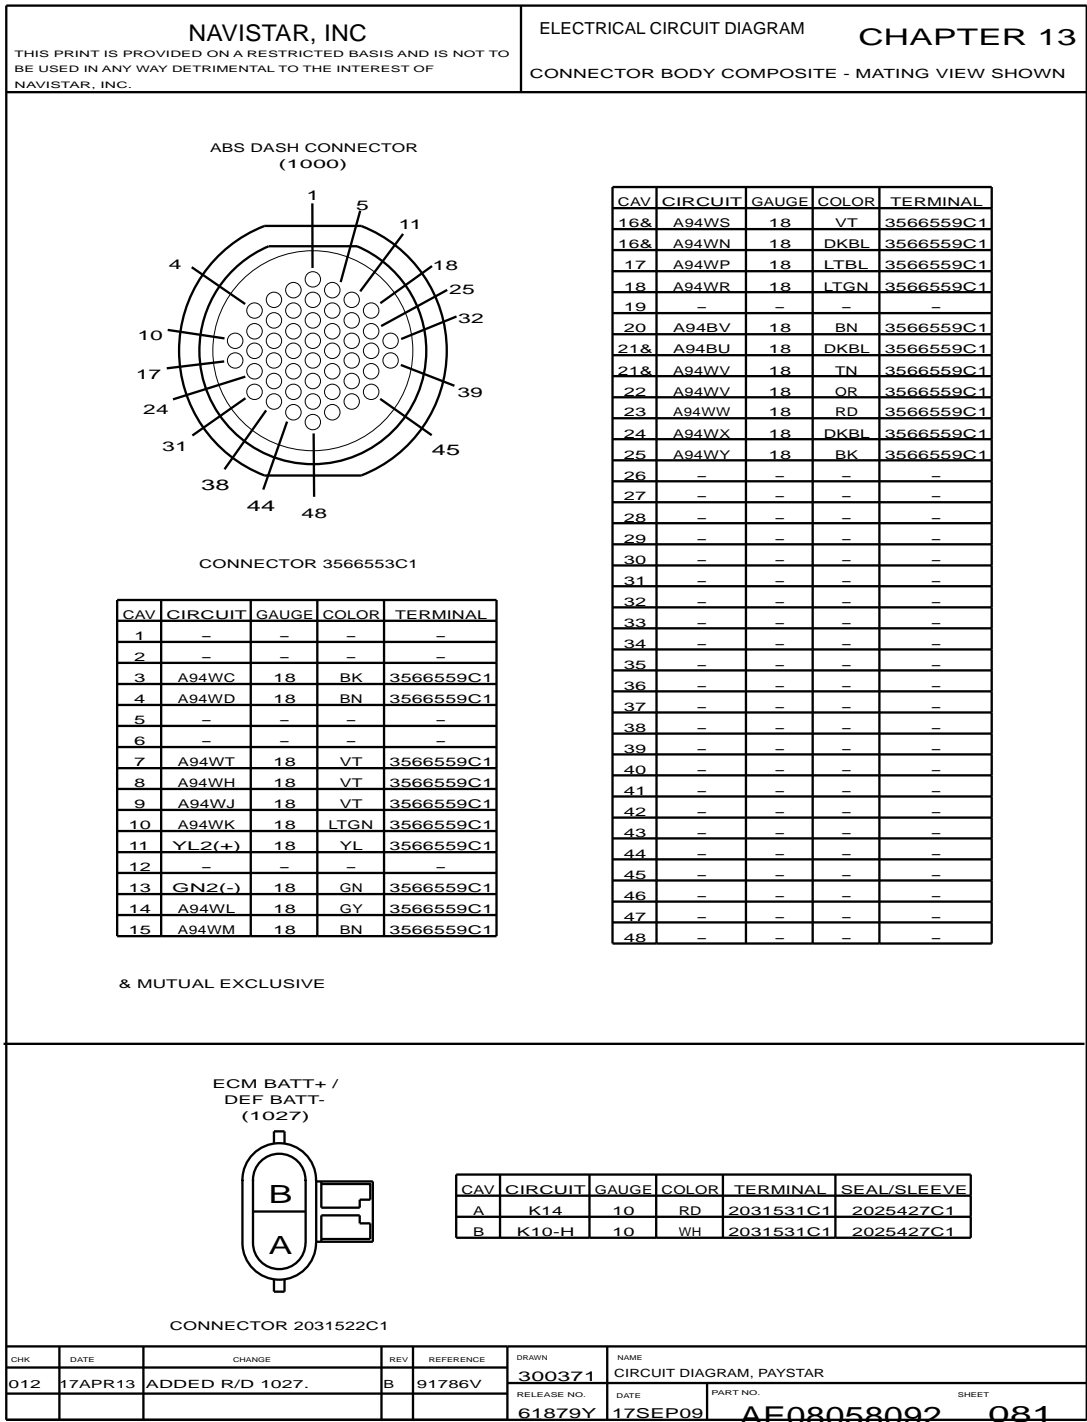 NAVISTAR, INC
THIS PRINT IS PROVIDED ON A RESTRICTED BASIS AND IS NOT TO
BE USED IN ANY WAY DETRIMENTAL TO THE INTEREST OF
NAVISTAR, INC.
ELECTRICAL CIRCUIT DIAGRAM
CHAPTER 13
CONNECTOR BODY COMPOSITE - MATING VIEW SHOWN
ABS DASH CONNECTOR
(1000)
1
5
11
4
18
25
32
10
17
39
24
31
45
38
44
48
CONNECTOR 3566553C1
CAV CIRCUIT GAUGE COLOR TERMINAL
1 – – – –
2 – – – –
3 A94WC 18 BK 3566559C1
4 A94WD 18 BN 3566559C1
5 – – – –
6 – – – –
7 A94WT 18 VT 3566559C1
8 A94WH 18 VT 3566559C1
9 A94WJ 18 VT 3566559C1
10 A94WK 18 LTGN 3566559C1
11 YL2(+) 18 YL 3566559C1
12 – – – –
13 GN2(-) 18 GN 3566559C1
14 A94WL 18 GY 3566559C1
15 A94WM 18 BN 3566559C1
& MUTUAL EXCLUSIVE
CAV CIRCUIT GAUGE COLOR TERMINAL
16& A94WS 18 VT 3566559C1
16& A94WN 18 DKBL 3566559C1
17 A94WP 18 LTBL 3566559C1
18 A94WR 18 LTGN 3566559C1
19 – – – –
20 A94BV 18 BN 3566559C1
21& A94BU 18 DKBL 3566559C1
21& A94WV 18 TN 3566559C1
22 A94WV 18 OR 3566559C1
23 A94WW 18 RD 3566559C1
24 A94WX 18 DKBL 3566559C1
25 A94WY 18 BK 3566559C1
26 – – – –
27 – – – –
28 – – – –
29 – – – –
30 – – – –
31 – – – –
32 – – – –
33 – – – –
34 – – – –
35 – – – –
36 – – – –
37 – – – –
38 – – – –
39 – – – –
40 – – – –
41 – – – –
42 – – – –
43 – – – –
44 – – – –
45 – – – –
46 – – – –
47 – – – –
48 – – – –
ECM BATT+ /
DEF BATT-
(1027)
B
A
CONNECTOR 2031522C1
CAV CIRCUIT GAUGE COLOR TERMINAL SEAL/SLEEVE
A K14 10 RD 2031531C1 2025427C1
B K10-H 10 WH 2031531C1 2025427C1
CHK DATE CHANGE REV REFERENCE
012 17APR13 ADDED R/D 1027. B 91786V
DRAWN
300371
NAME
CIRCUIT DIAGRAM, PAYSTAR
RELEASE NO.
61879Y
DATE
17SEP09
PART NO.
AE08058092
SHEET
081